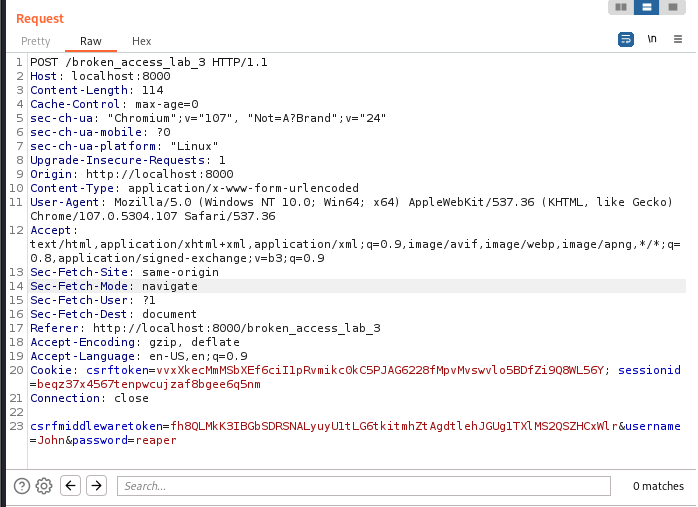 Request
Pretty Raw Hex \n
1 POST /broken_access_lab_3 HTTP/1.1
2 Host: localhost:8000
3 Content-Length: 114
4 Cache-Control: max-age=0
5 sec-ch-ua: "Chromium";v="107", "Not=A?Brand";v="24"
6 sec-ch-ua-mobile: ?0
7 sec-ch-ua-platform: "Linux"
8 Upgrade-Insecure-Requests: 1
9 Origin: http://localhost:8000
10 Content-Type: application/x-www-form-urlencoded
11 User-Agent: Mozilla/5.0 (Windows NT 10.0; Win64; x64) AppleWebKit/537.36 (KHTML, like Gecko)
Chrome/107.0.5304.107 Safari/537.36
12 Accept:
text/html,application/xhtml+xml,application/xml;q=0.9,image/avif,image/webp,image/apng,*/*;q=
0.8,application/signed-exchange;v=b3;q=0.9
13 Sec-Fetch-Site: same-origin
14 Sec-Fetch-Mode: navigate
15 Sec-Fetch-User: ?1
16 Sec-Fetch-Dest: document
17 Referer: http://localhost:8000/broken_access_lab_3
18 Accept-Encoding: gzip, deflate
19 Accept-Language: en-US,en;q=0.9
20 Cookie: csrftoken=vvxXkecMmMSbXEf6ciI1pRvmikcOkC5PJAG6228fMpvMvswvlo5BDfZi9Q8WL56Y; sessionid
=beqz37x4567tenpwcujzaf8bgee6q5nm
21 Connection: close
22
23 csrfmiddlewaretoken=fh8QLMkK3IBGbSDRSNALyuyU1tLG6tkitmhZtAgdtlehJGUg1TXlMS2QSZHCxWlr&username
=John&password=reaper
Search... 0 matches